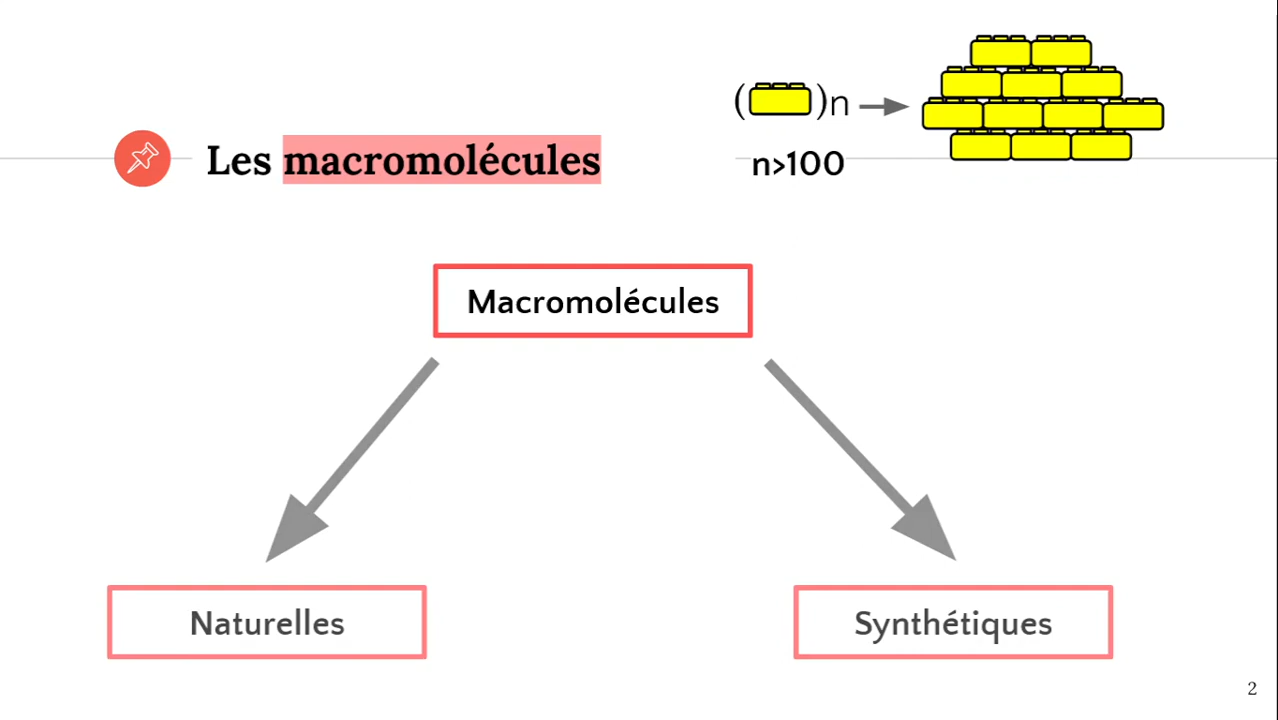 ( )n
Les macromolécules
n>100
Macromolécules
Naturelles
Synthétiques
2